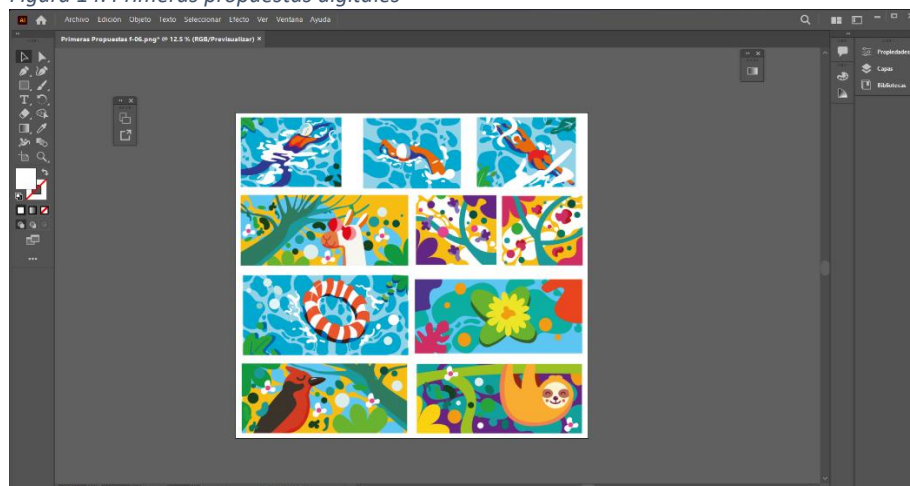 Figura 14. Primeras propuestas digitales
Ai
Archivo Edición Objeto Texto Seleccionar Efecto Ver Ventana Ayuda
Primeras Propuestas f-06.png* @ 12.5 % (RGB/Previsualizar) ×
Propiedades
Capas
Bibliotecas